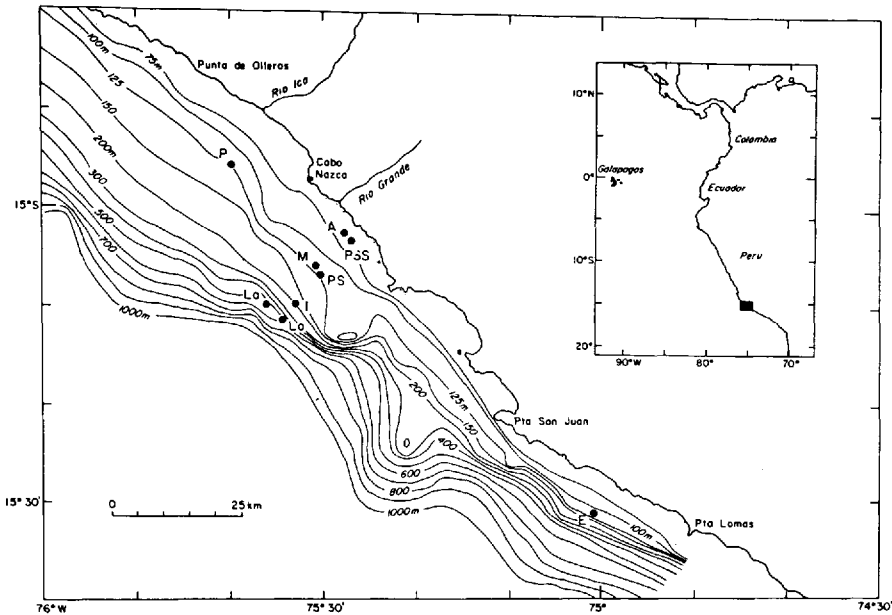 100m
75m
125
150
200m
300
500
700
1000m
Punta de Olleros
Rio Ica
Cabo
Nazca
Rio Grande
P
A
PSS
M
PS
La
I
Lo
200
125m
150
400
600
800
1000m
Pta San Juan
E
100m
Pta Lomas
0 25 km
15°S
15°30'
76°W
75°30'
75°
74°30'
10°N
0°
10°S
20°
90°W
80°
70°
Colombia
Galapagos
Ecuador
Peru